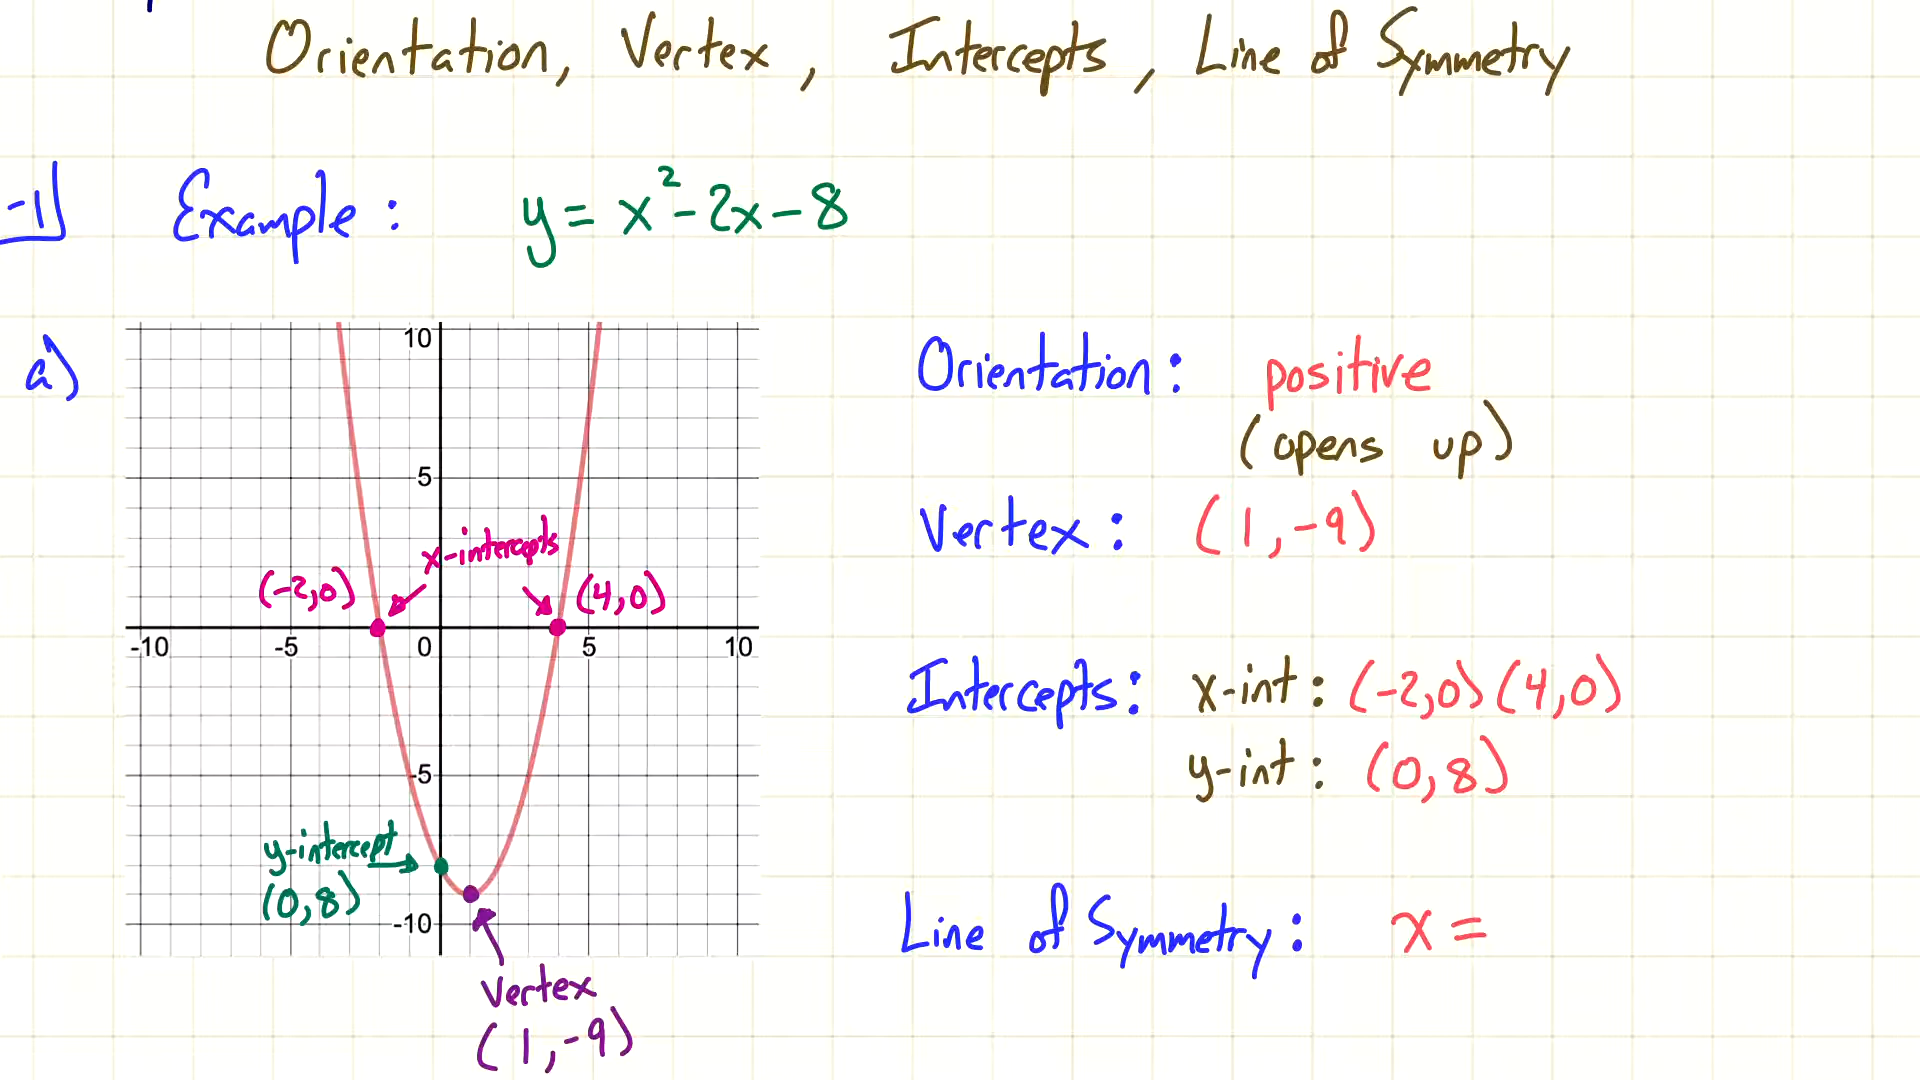 Orientation, Vertex, Intercepts, Line of Symmetry
-1] Example: y = x² - 2x - 8
a)
10
5
-5
-10
-10 -5 0 5 10
x-intercepts
(-2,0) (4,0)
y-intercept
(0,8)
Vertex
(1,-9)
Orientation: positive
(opens up)
Vertex: (1,-9)
Intercepts: x-int: (-2,0) (4,0)
y-int: (0,8)
Line of Symmetry: x =